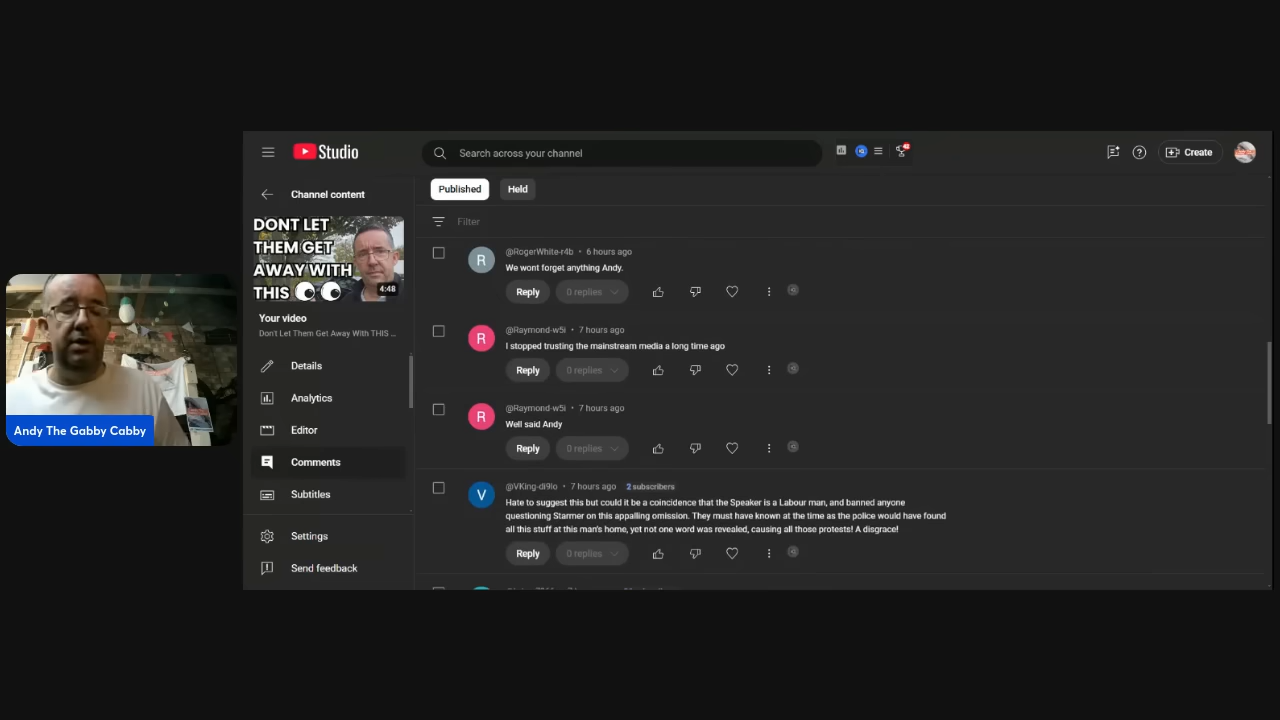 Studio
Search across your channel
Create
Channel content
Published
Held
Filter
DONT LET
THEM GET
AWAY WITH
THIS
4:48
Your video
Don't Let Them Get Away With THIS ...
Details
Analytics
Editor
Comments
Subtitles
Settings
Send feedback
@RogerWhite-r4b • 6 hours ago
We wont forget anything Andy.
Reply
0 replies
@Raymond-w5i • 7 hours ago
I stopped trusting the mainstream media a long time ago
Reply
0 replies
@Raymond-w5i • 7 hours ago
Well said Andy
Reply
0 replies
@VKing-di9lo • 7 hours ago 2 subscribers
Hate to suggest this but could it be a coincidence that the Speaker is a Labour man, and banned anyone
questioning Starmer on this appalling omission. They must have known at the time as the police would have found
all this stuff at this man's home, yet not one word was revealed, causing all those protests! A disgrace!
Reply
0 replies
Andy The Gabby Cabby